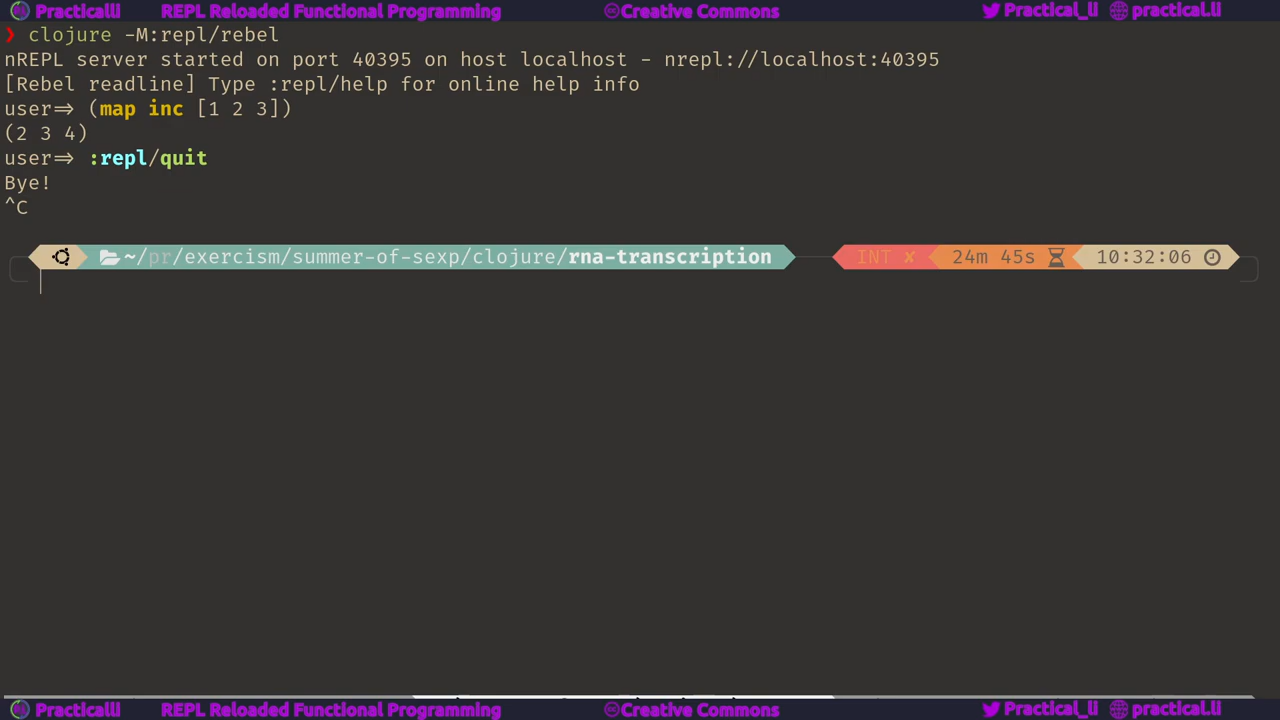 Practicalli REPL Reloaded Functional Programming Creative Commons Practical_li practical.li
❯ clojure -M:repl/rebel
nREPL server started on port 40395 on host localhost - nrepl://localhost:40395
[Rebel readline] Type :repl/help for online help info
user=> (map inc [1 2 3])
(2 3 4)
user=> :repl/quit
Bye!
^C
~/pr/exercism/summer-of-sexp/clojure/rna-transcription INT ✘ 24m 45s 10:32:06
Practicalli REPL Reloaded Functional Programming Creative Commons Practical_li practical.li